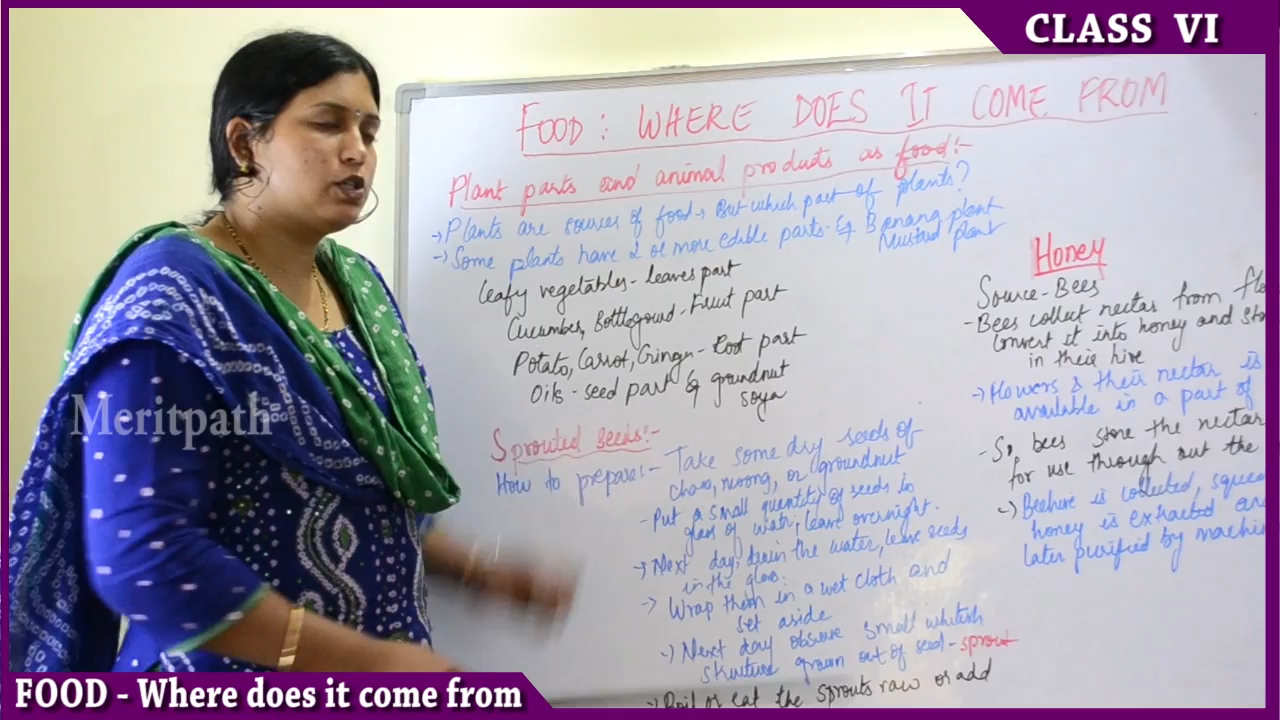 CLASS VI
FOOD : WHERE DOES IT COME FROM
Plant parts and animal products as food:-
→ Plants are sources of food → But which part of plants?
→ Some plants have 2 or more edible parts. Eg Banana plant
Mustard plant
Leafy vegetables - leaves part
Cucumber, Bottlegourd - Fruit part
Potato, Carrot, Ginger - Root part
Oils - seed part Eg groundnut
soya
Sprouted seeds:-
How to prepare:- Take some dry seeds of
chana, moong, or groundnut
- Put a small quantity of seeds in
glass of water, leave overnight.
→ Next day, drain the water, leave seeds
in the glass.
→ Wrap them in a wet cloth and
set aside
→ Next day observe small whitish
structure grown out of seed - sprout
→ Boil or eat the sprouts raw or add
Honey
Source - Bees
- Bees collect nectar from flo
convert it into honey and sto
in their hive
→ Flowers & their nectar is
available in a part of
- So, bees store the nectar
for use through out the
→ Beehive is collected, squee
honey is extracted and
later purified by machi
Meritpath
FOOD - Where does it come from